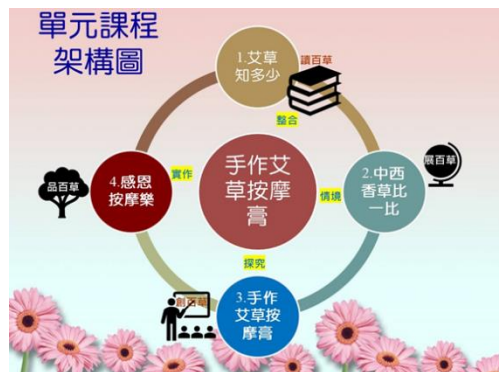 單元課程
架構圖
1.艾草
知多少
讀百草
整合
手作艾
草按摩
膏
2.中西
香草比
一比
展百草
情境
探究
3.手作
艾草按
摩膏
創百草
4.感恩
按摩樂
品百草
實作